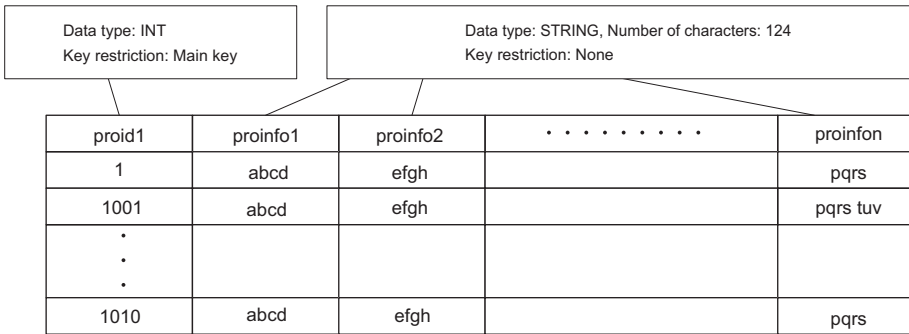 Data type: INT
Key restriction: Main key
Data type: STRING, Number of characters: 124
Key restriction: None
proid1 proinfo1 proinfo2 ・・・・・・・・・ proinfon
1 abcd efgh pqrs
1001 abcd efgh pqrs tuv
1010 abcd efgh pqrs